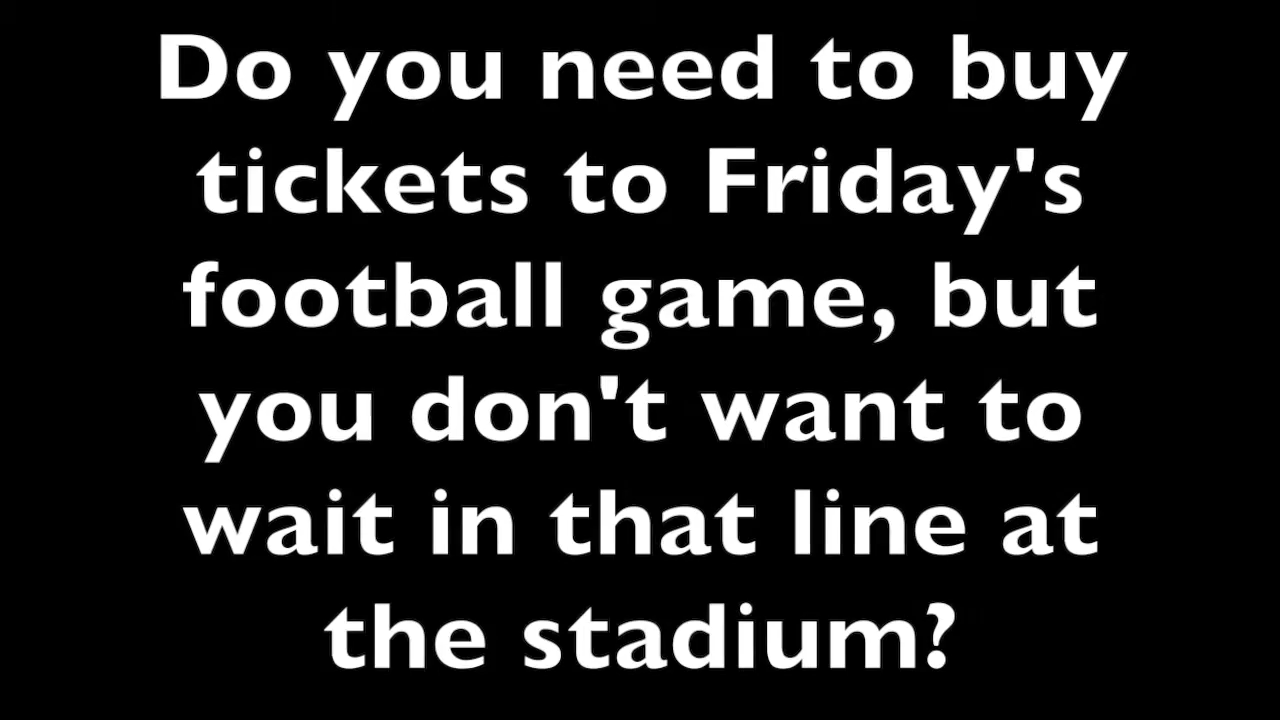 Do you need to buy
tickets to Friday's
football game, but
you don't want to
wait in that line at
the stadium?